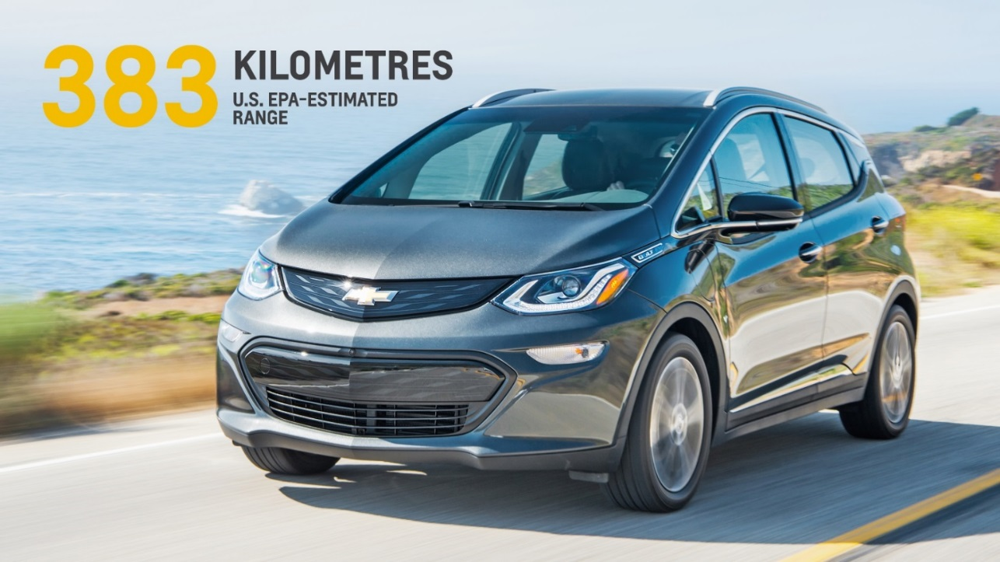 383
KILOMETRES
U.S. EPA-ESTIMATED
RANGE